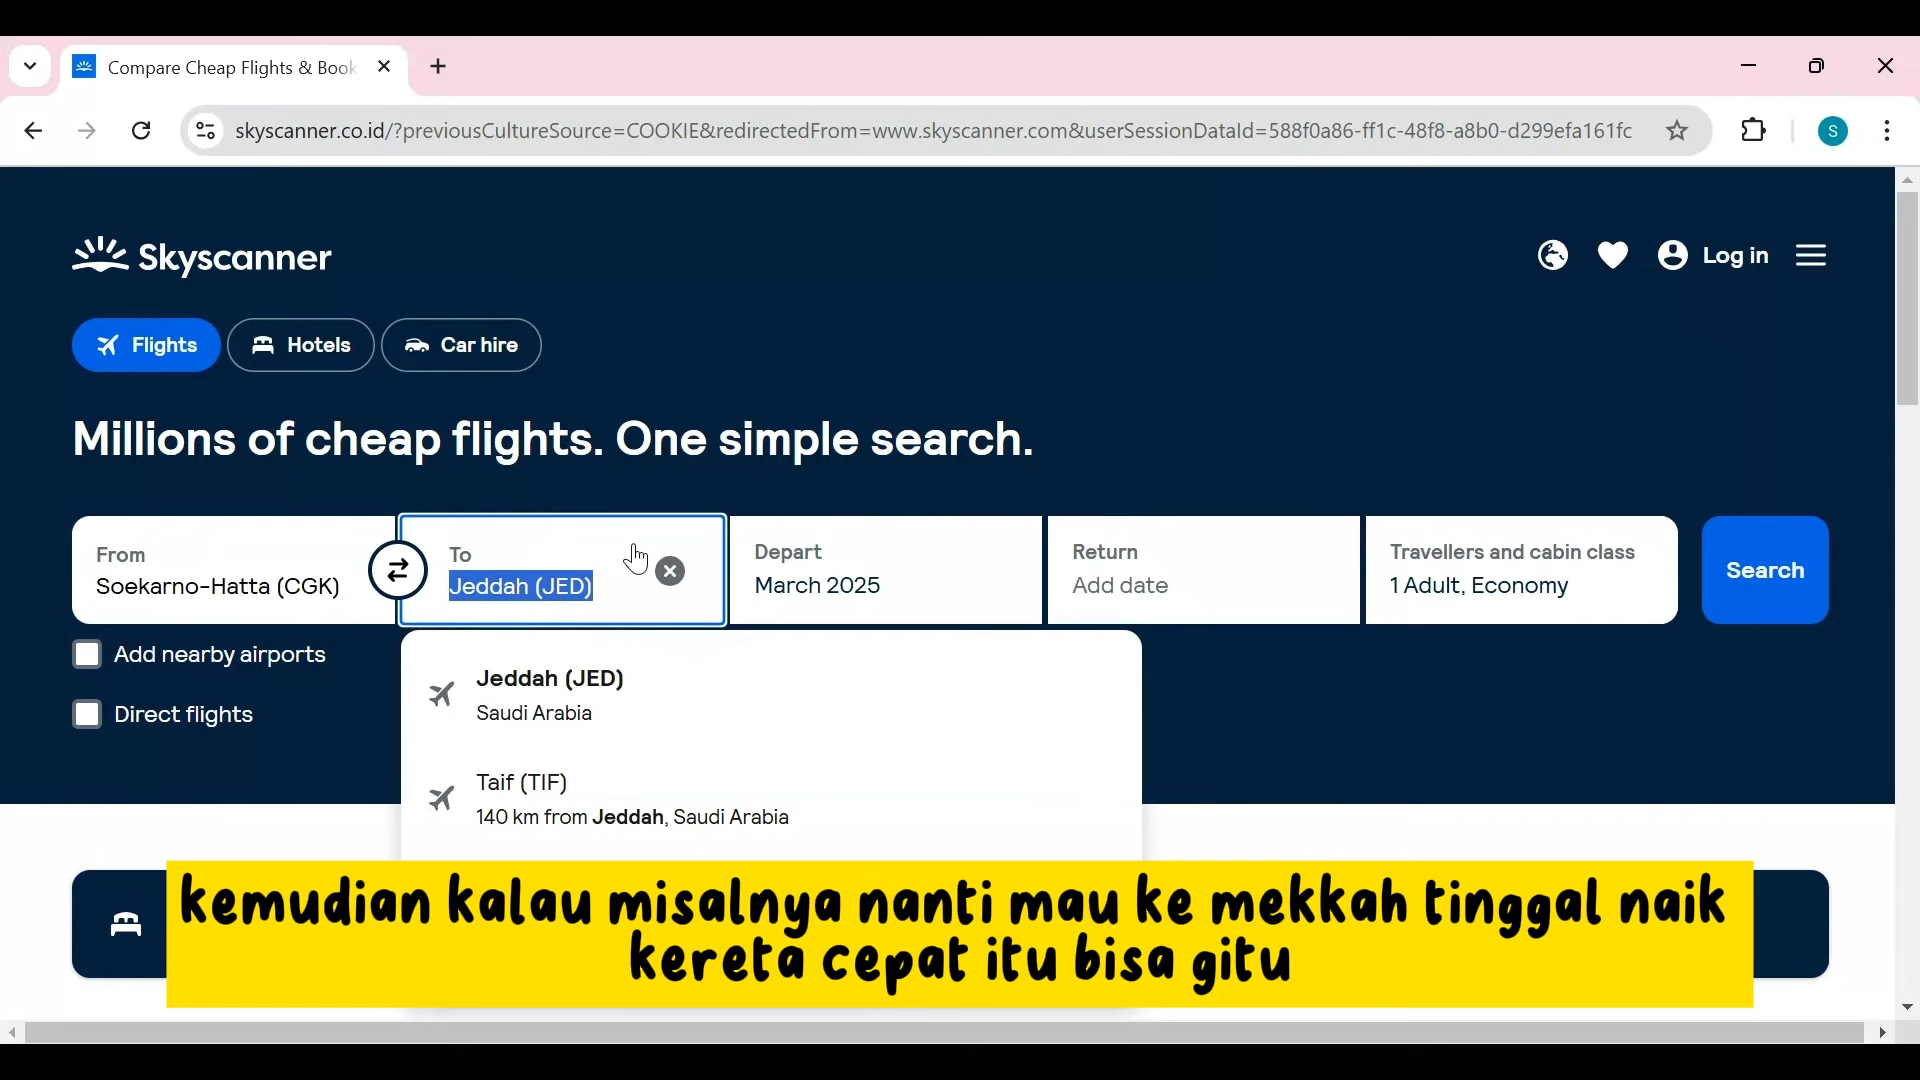 Compare Cheap Flights & Book
skyscanner.co.id/?previousCultureSource=COOKIE&redirectedFrom=www.skyscanner.com&userSessionDataId=588f0a86-ff1c-48f8-a8b0-d299efa161fc
S
Skyscanner
Log in
Flights
Hotels
Car hire
Millions of cheap flights. One simple search.
From
Soekarno-Hatta (CGK)
To
Jeddah (JED)
Depart
March 2025
Return
Add date
Travellers and cabin class
1 Adult, Economy
Search
Add nearby airports
Direct flights
Jeddah (JED)
Saudi Arabia
Taif (TIF)
140 km from Jeddah, Saudi Arabia
kemudian kalau misalnya nanti mau ke mekkah tinggal naik
kereta cepat itu bisa gitu